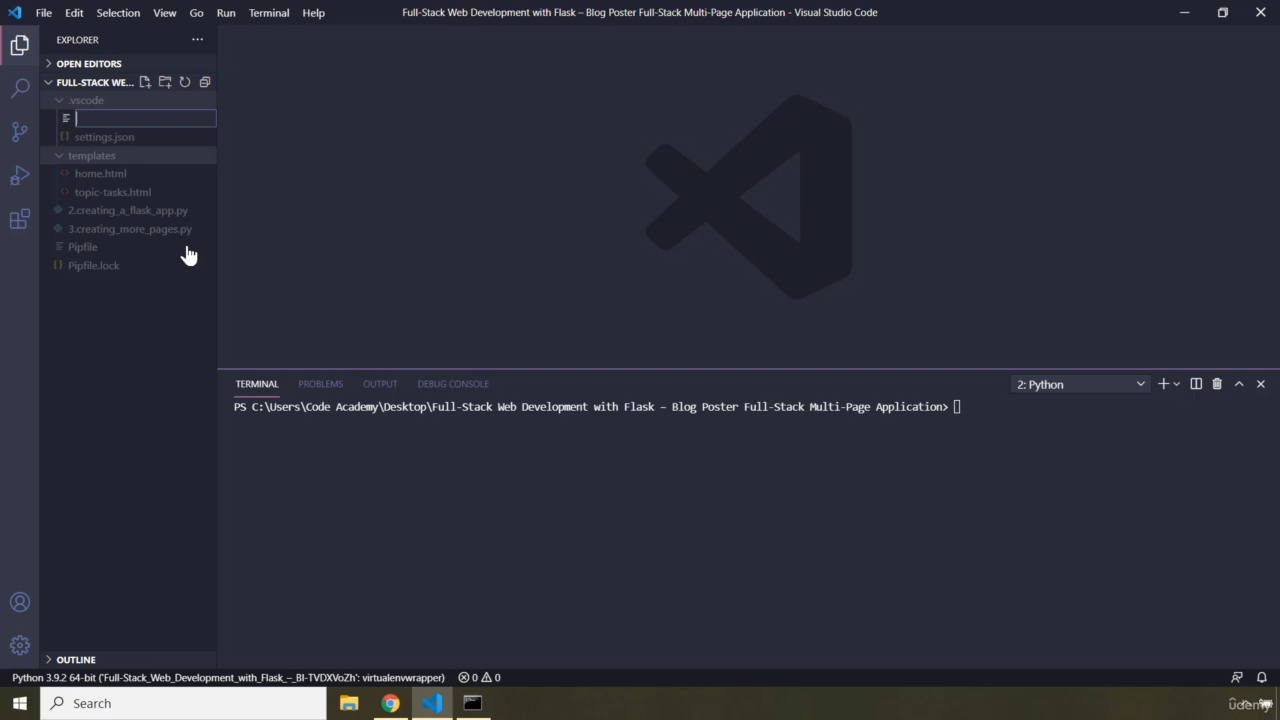 File Edit Selection View Go Run Terminal Help
Full-Stack Web Development with Flask – Blog Poster Full-Stack Multi-Page Application - Visual Studio Code
EXPLORER
OPEN EDITORS
FULL-STACK WE...
.vscode
settings.json
templates
home.html
topic-tasks.html
2.creating_a_flask_app.py
3.creating_more_pages.py
Pipfile
Pipfile.lock
TERMINAL PROBLEMS OUTPUT DEBUG CONSOLE
2: Python
PS C:\Users\Code Academy\Desktop\Full-Stack Web Development with Flask – Blog Poster Full-Stack Multi-Page Application>
OUTLINE
Python 3.9.2 64-bit ('Full-Stack_Web_Development_with_Flask_–_BI-TVDXVoZh': virtualenvwrapper) 0 0
Search
udemy